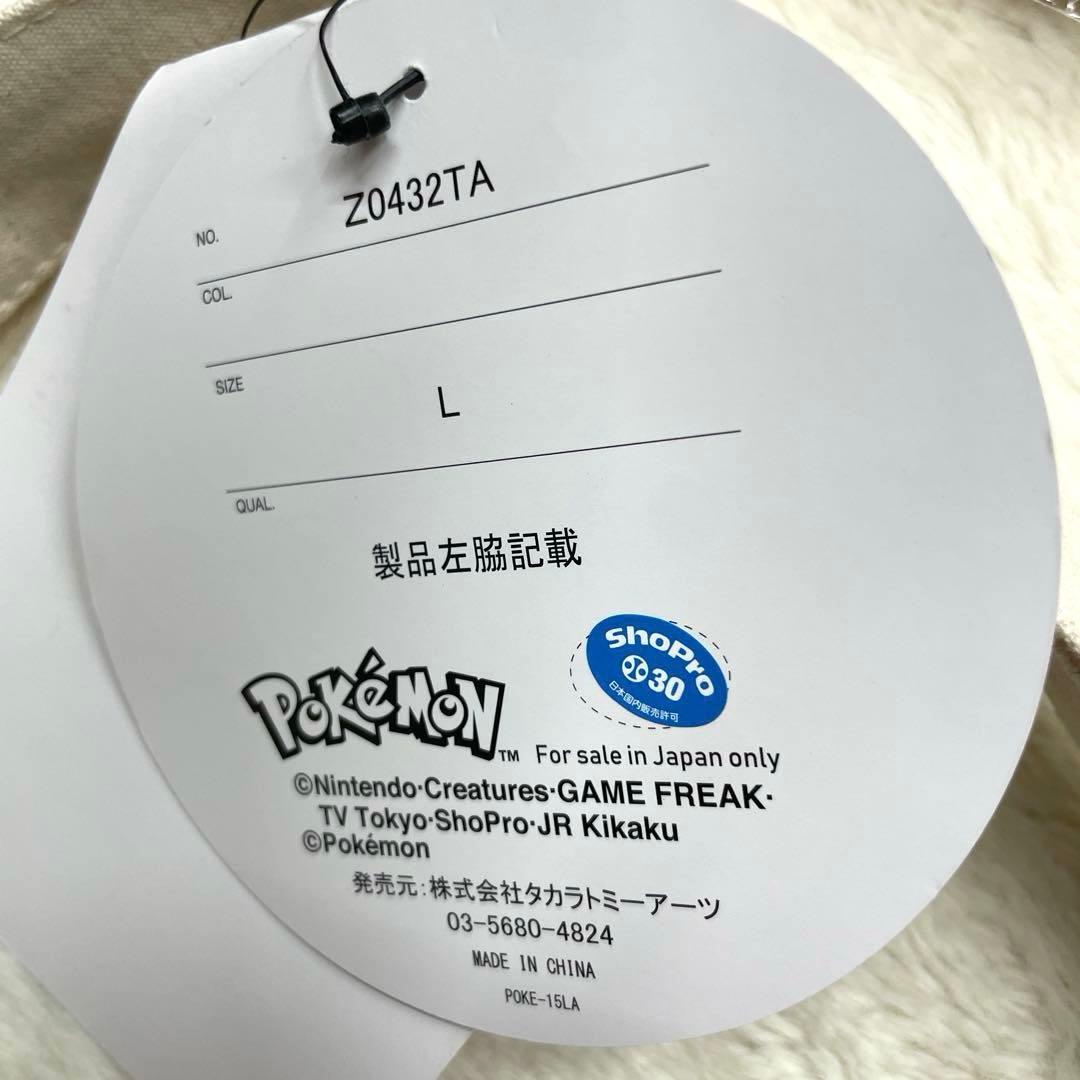 NO. Z0432TA
COL.
SIZE L
QUAL.
製品左脇記載
ShoPro
30
日本国内販売許可
POKéMON™ For sale in Japan only
©Nintendo·Creatures·GAME FREAK·
TV Tokyo·ShoPro·JR Kikaku
©Pokémon
発売元:株式会社タカラトミーアーツ
03-5680-4824
MADE IN CHINA
POKE-15LA